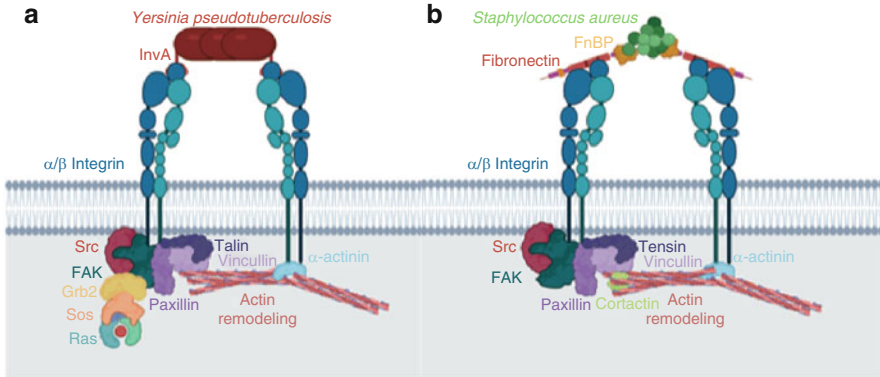 a
Yersinia pseudotuberculosis
InvA
α/β Integrin
Src
FAK
Grb2
Sos
Ras
Talin
Vincullin
Paxillin
α-actinin
Actin
remodeling
b
Staphylococcus aureus
FnBP
Fibronectin
α/β Integrin
Src
FAK
Tensin
Vincullin
Paxillin
Cortactin
α-actinin
Actin
remodeling